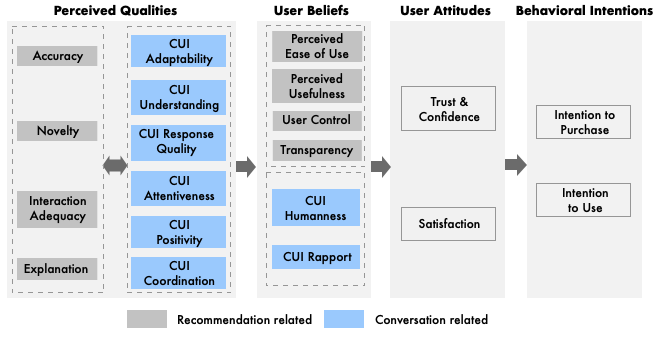 Perceived Qualities
User Beliefs
User Attitudes
Behavioral Intentions
Accuracy
Novelty
Interaction
Adequacy
Explanation
CUI
Adaptability
CUI
Understanding
CUI Response
Quality
CUI
Attentiveness
CUI
Positivity
CUI
Coordination
Perceived
Ease of Use
Perceived
Usefulness
User Control
Transparency
CUI
Humanness
CUI Rapport
Trust &
Confidence
Satisfaction
Intention to
Purchase
Intention
to Use
Recommendation related
Conversation related